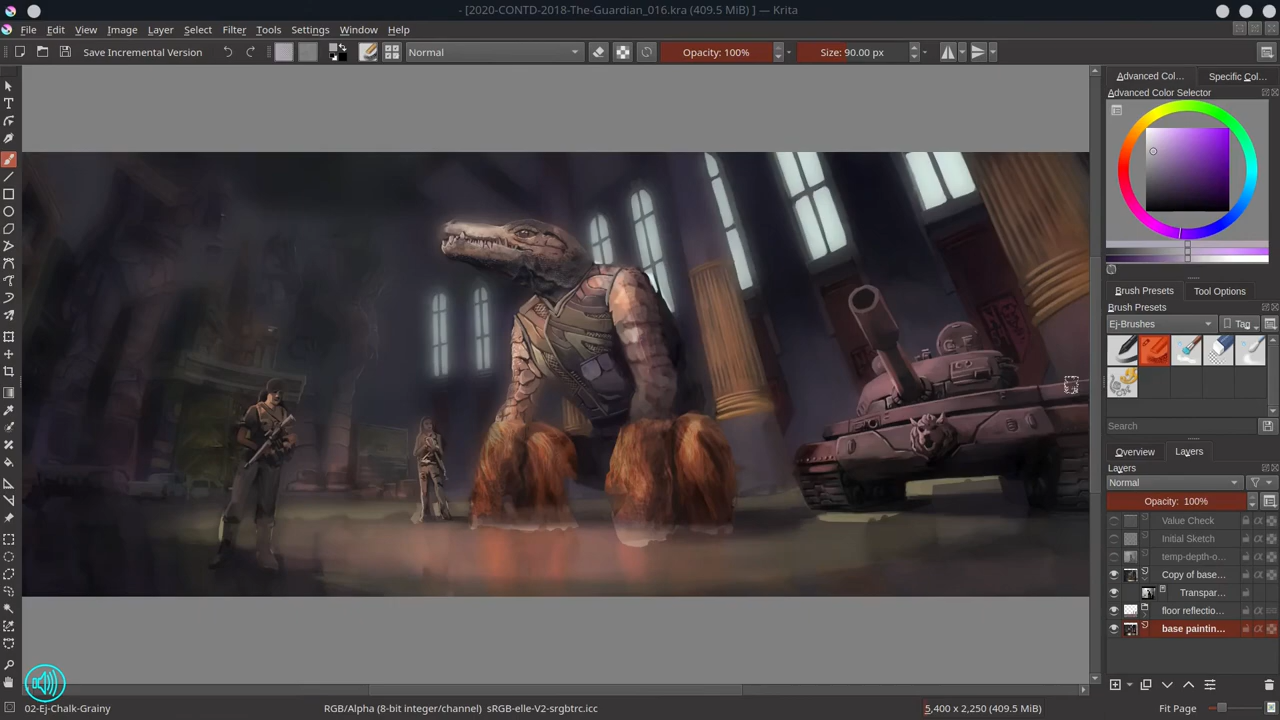 - [2020-CONTD-2018-The-Guardian_016.kra (409.5 MiB) ] — Krita
File Edit View Image Layer Select Filter Tools Settings Window Help
Save Incremental Version Normal Opacity: 100% Size: 90.00 px
Advanced Col... Specific Col...
Advanced Color Selector
Brush Presets Tool Options
Brush Presets
Ej-Brushes Tag
Search
Overview Layers
Layers
Normal
Opacity: 100%
Value Check
Initial Sketch
temp-depth-o...
Copy of base...
Transpar...
floor reflectio...
base paintin...
02-Ej-Chalk-Grainy RGB/Alpha (8-bit integer/channel) sRGB-elle-V2-srgbtrc.icc 5,400 x 2,250 (409.5 MiB) Fit Page